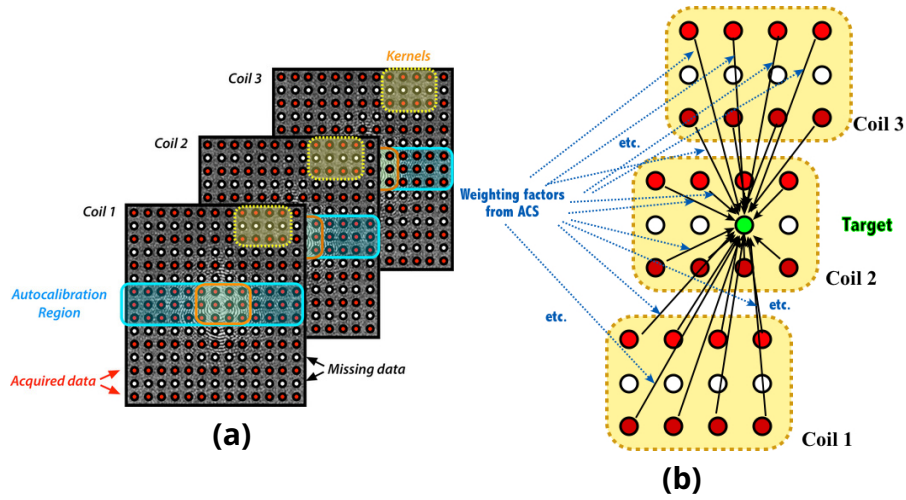 Kernels
Coil 3
Coil 2
Coil 1
Autocalibration
Region
Acquired data
Missing data
(a)
Coil 3
etc.
Weighting factors
from ACS
Target
Coil 2
etc.
etc.
Coil 1
(b)